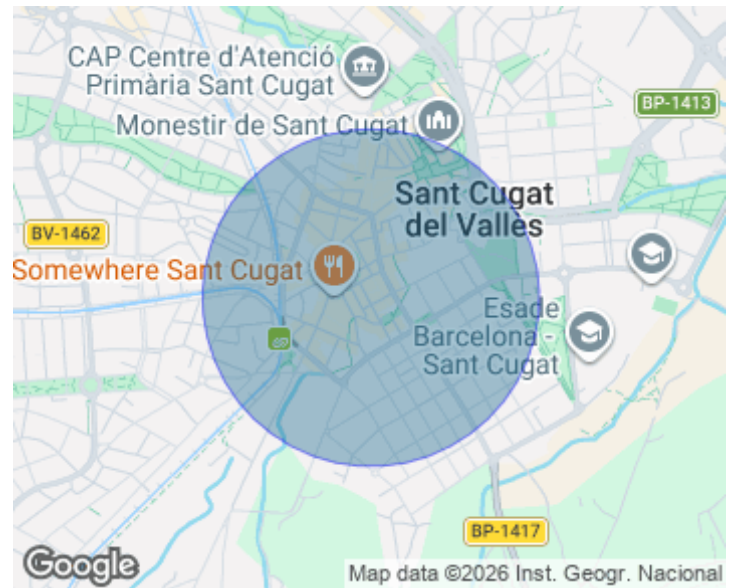 CAP Centre d'Atenció
Primària Sant Cugat
BP-1413
Monestir de Sant Cugat
Sant Cugat
del Vallès
BV-1462
Somewhere Sant Cugat
Esade
Barcelona -
Sant Cugat
BP-1417
Google
Map data ©2026 Inst. Geogr. Nacional